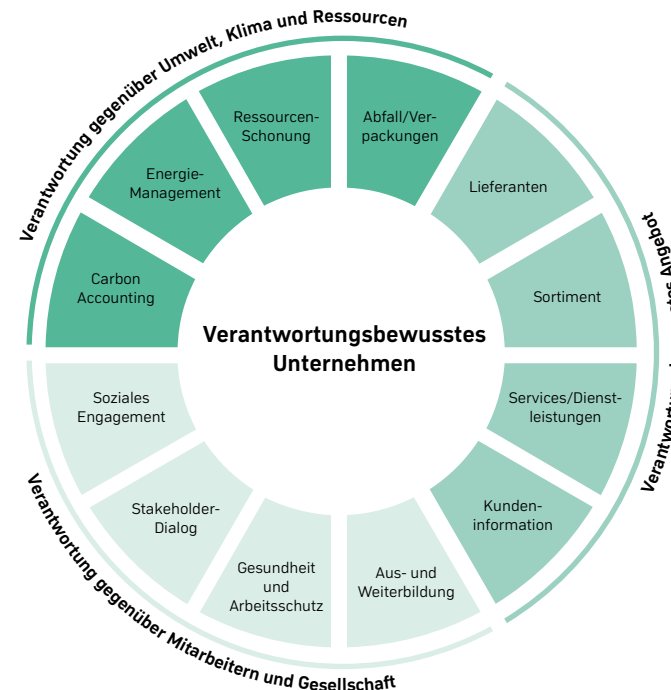 Verantwortung gegenüber Umwelt, Klima und Ressourcen
Ressourcen-
Schonung
Abfall/Ver-
packungen
Energie-
Management
Lieferanten
Carbon
Accounting
Sortiment
Angebot
Verantwortungsbewusstes
Unternehmen
Soziales
Engagement
Services/Dienst-
leistungen
Stakeholder-
Dialog
Kunden-
information
Gesundheit
und
Arbeitsschutz
Aus- und
Weiterbildung
Verantwortung gegenüber Mitarbeitern und Gesellschaft